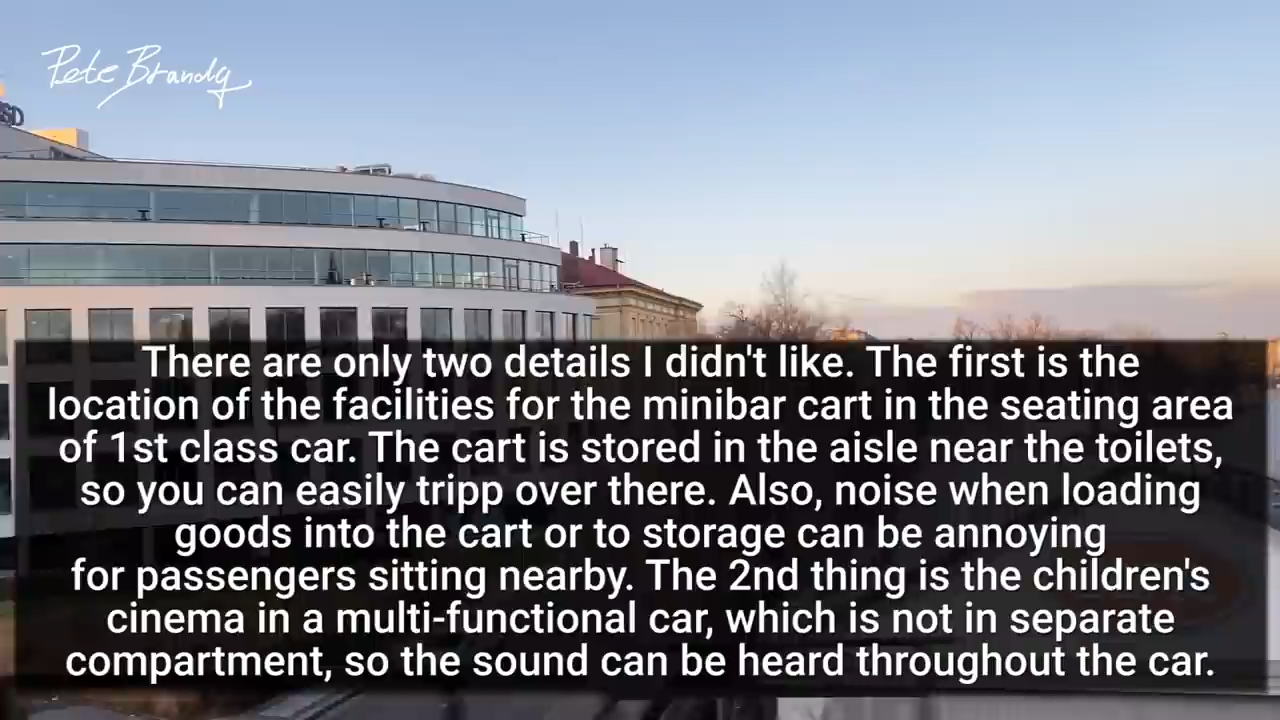 Pete Brandy
SD
There are only two details I didn't like. The first is the
location of the facilities for the minibar cart in the seating area
of 1st class car. The cart is stored in the aisle near the toilets,
so you can easily tripp over there. Also, noise when loading
goods into the cart or to storage can be annoying
for passengers sitting nearby. The 2nd thing is the children's
cinema in a multi-functional car, which is not in separate
compartment, so the sound can be heard throughout the car.